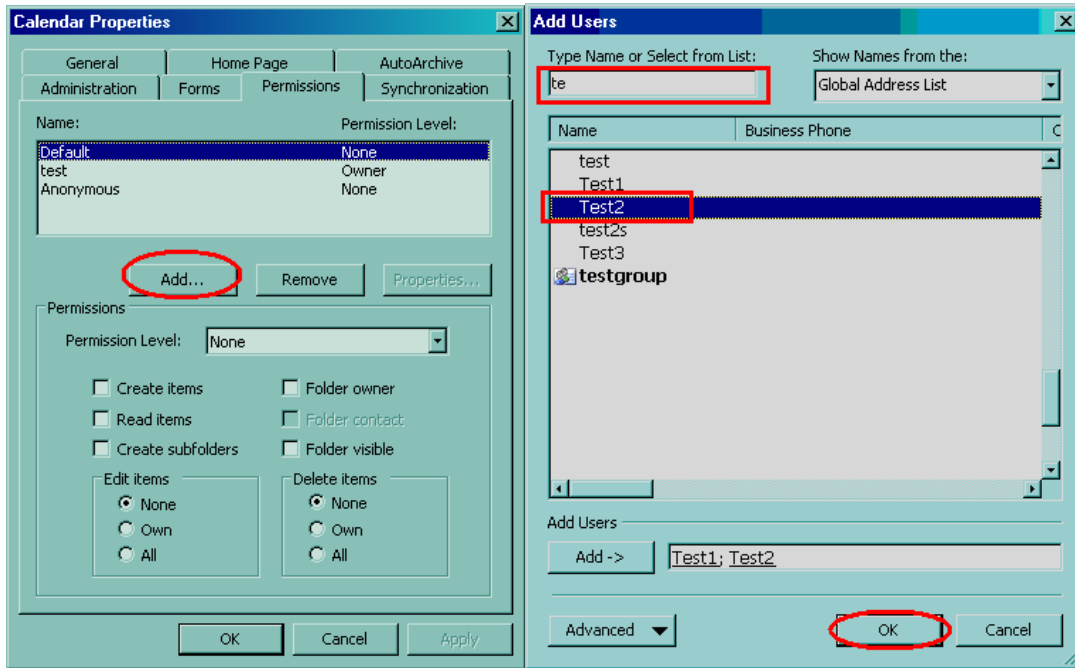 Calendar Properties
General Home Page AutoArchive
Administration Forms Permissions Synchronization
Name: Permission Level:
Default None
test Owner
Anonymous None
Add... Remove Properties...
Permissions
Permission Level: None
Create items Folder owner
Read items Folder contact
Create subfolders Folder visible
Edit items Delete items
None None
Own Own
All All
OK Cancel Apply
Add Users
Type Name or Select from List: Show Names from the:
te Global Address List
Name Business Phone
test
Test1
Test2
test2s
Test3
testgroup
Add Users
Add -> Test1; Test2
Advanced OK Cancel